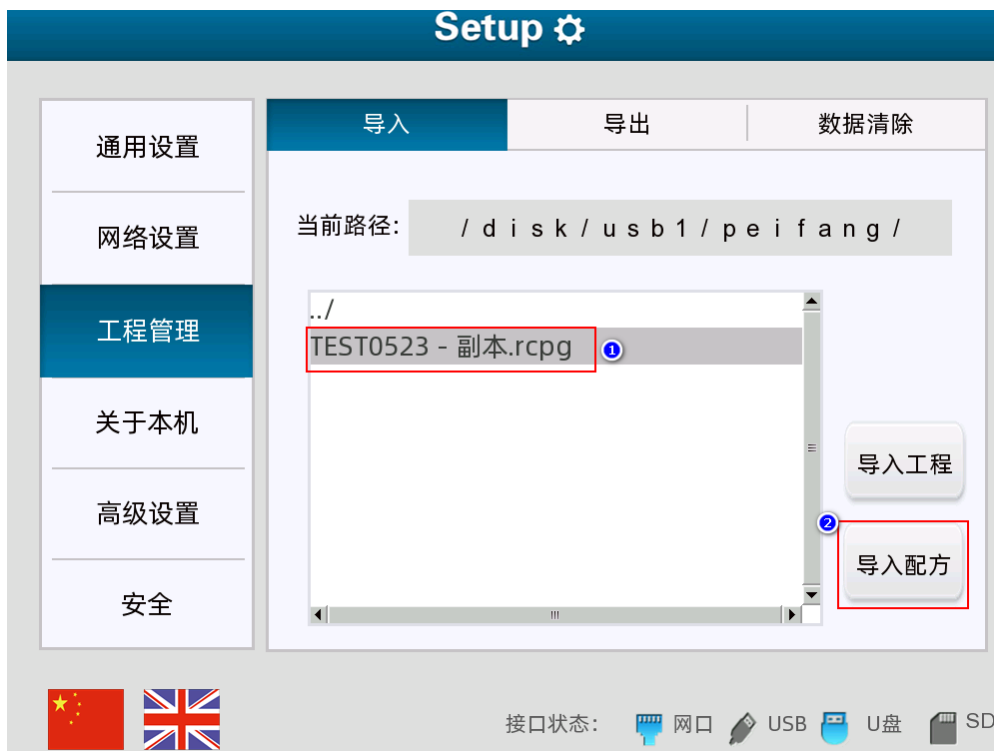 Setup
通用设置
网络设置
工程管理
关于本机
高级设置
安全
导入 导出 数据清除
当前路径: /disk/usb1/peifang/
../
TEST0523 - 副本.rcpg 1
导入工程
2
导入配方
接口状态: 网口 USB U盘 SD